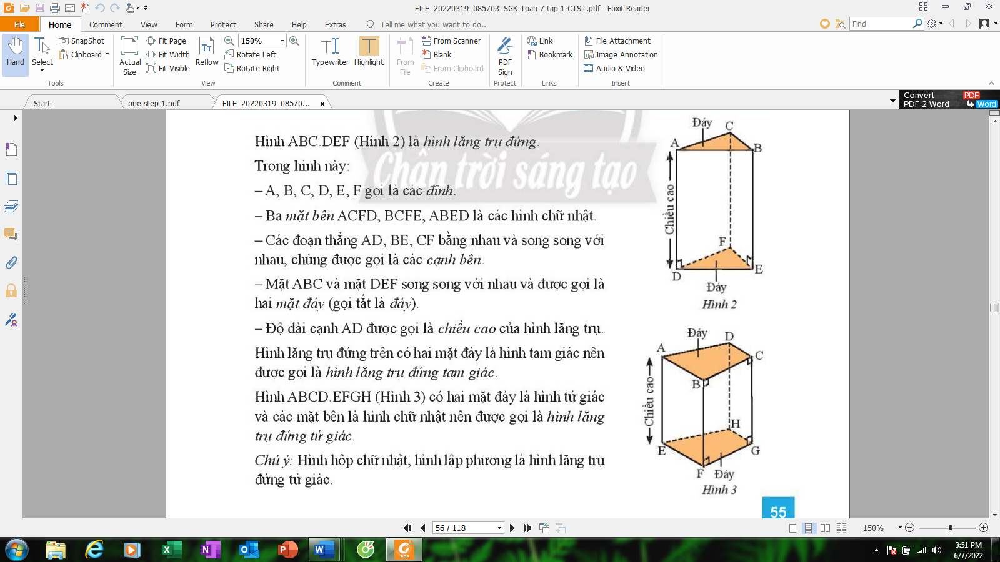 FILE_20220319_085703_SGK Toan 7 tap 1 CTST.pdf - Foxit Reader
File Home Comment View Form Protect Share Help Extras Tell me what you want to do.. Find
Hand
Select
SnapShot
Clipboard
Tools
Actual Size
Fit Page
Fit Width
Fit Visible
Reflow
150%
Rotate Left
Rotate Right
View
Typewriter
Highlight
Comment
From File
From Scanner
Blank
From Clipboard
Create
PDF Sign
Protect
Link
Bookmark
Links
File Attachment
Image Annotation
Audio & Video
Insert
Start one-step-1.pdf FILE_20220319_08570...
Convert PDF
PDF 2 Word Word
Chân trời sáng tạo
Hình ABC.DEF (Hình 2) là hình lăng trụ đứng.
Trong hình này:
– A, B, C, D, E, F gọi là các đỉnh.
– Ba mặt bên ACFD, BCFE, ABED là các hình chữ nhật.
– Các đoạn thẳng AD, BE, CF bằng nhau và song song với
nhau, chúng được gọi là các cạnh bên.
– Mặt ABC và mặt DEF song song với nhau và được gọi là
hai mặt đáy (gọi tắt là đáy).
– Độ dài cạnh AD được gọi là chiều cao của hình lăng trụ.
Hình lăng trụ đứng trên có hai mặt đáy là hình tam giác nên
được gọi là hình lăng trụ đứng tam giác.
Hình ABCD.EFGH (Hình 3) có hai mặt đáy là hình tứ giác
và các mặt bên là hình chữ nhật nên được gọi là hình lăng
trụ đứng tứ giác.
Chú ý: Hình hộp chữ nhật, hình lập phương là hình lăng trụ
đứng tứ giác.
Đáy
C
A
B
Chiều cao
F
D
E
Đáy
Hình 2
Đáy
D
A
C
B
Chiều cao
H
E
G
F
Đáy
Hình 3
55
56 / 118
150%
3:51 PM
6/7/2022